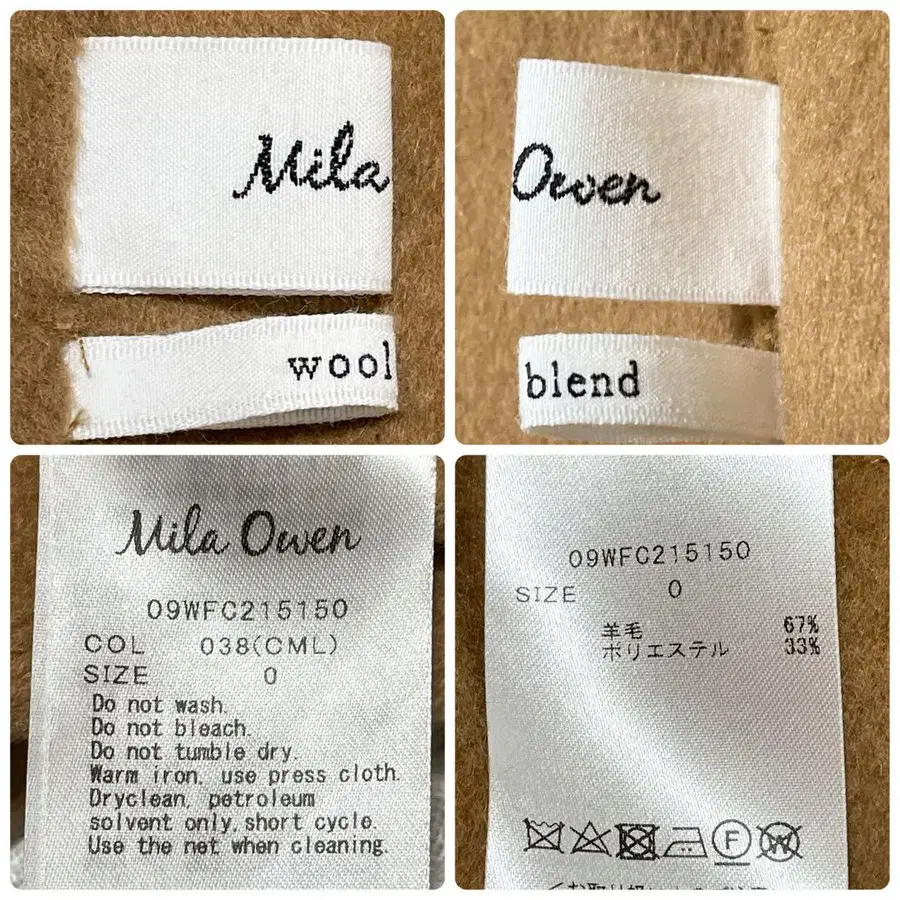 Mila
wool
Owen
blend
Mila Owen
09WFC215150
COL 038(CML)
SIZE 0
Do not wash.
Do not bleach.
Do not tumble dry.
Warm iron, use press cloth.
Dryclean, petroleum
solvent only, short cycle.
Use the net when cleaning.
09WFC215150
SIZE 0
羊毛 67%
ポリエステル 33%
F
W